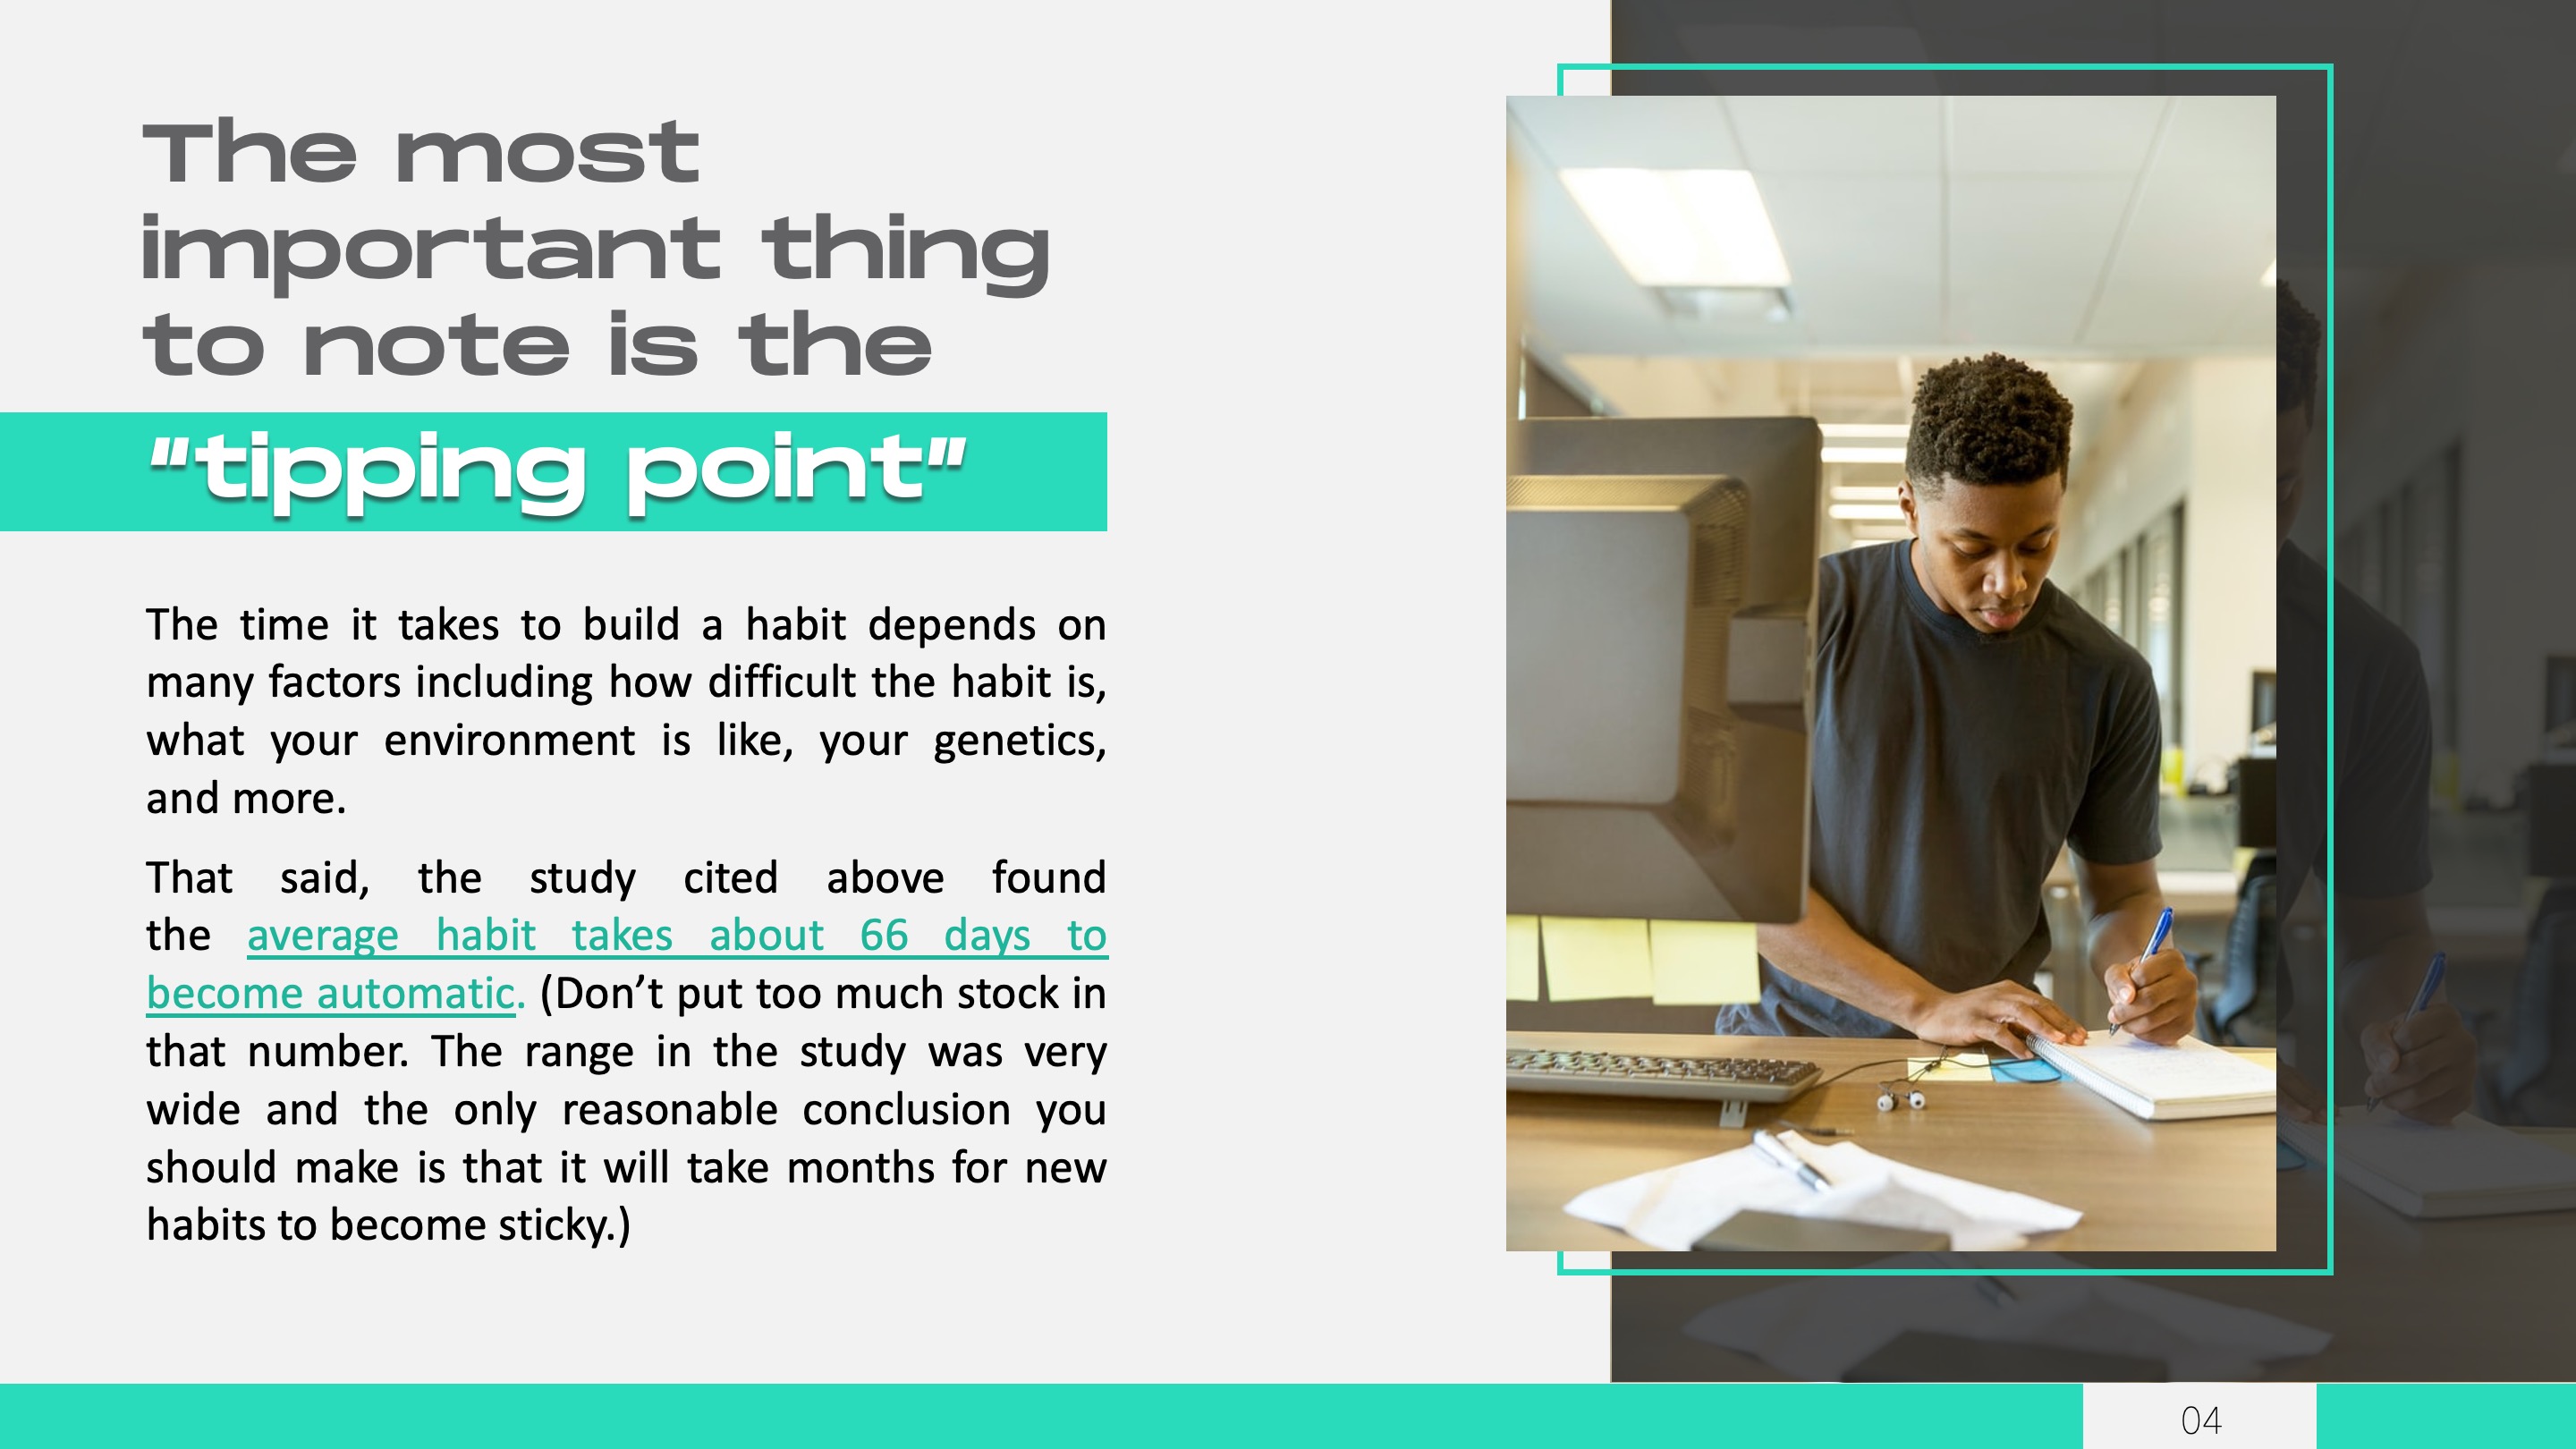 The most
important thing
to note is the
"tipping point"
The time it takes to build a habit depends on
many factors including how difficult the habit is,
what your environment is like, your genetics,
and more.
That said, the study cited above found
the average habit takes about 66 days to
become automatic. (Don’t put too much stock in
that number. The range in the study was very
wide and the only reasonable conclusion you
should make is that it will take months for new
habits to become sticky.)
04